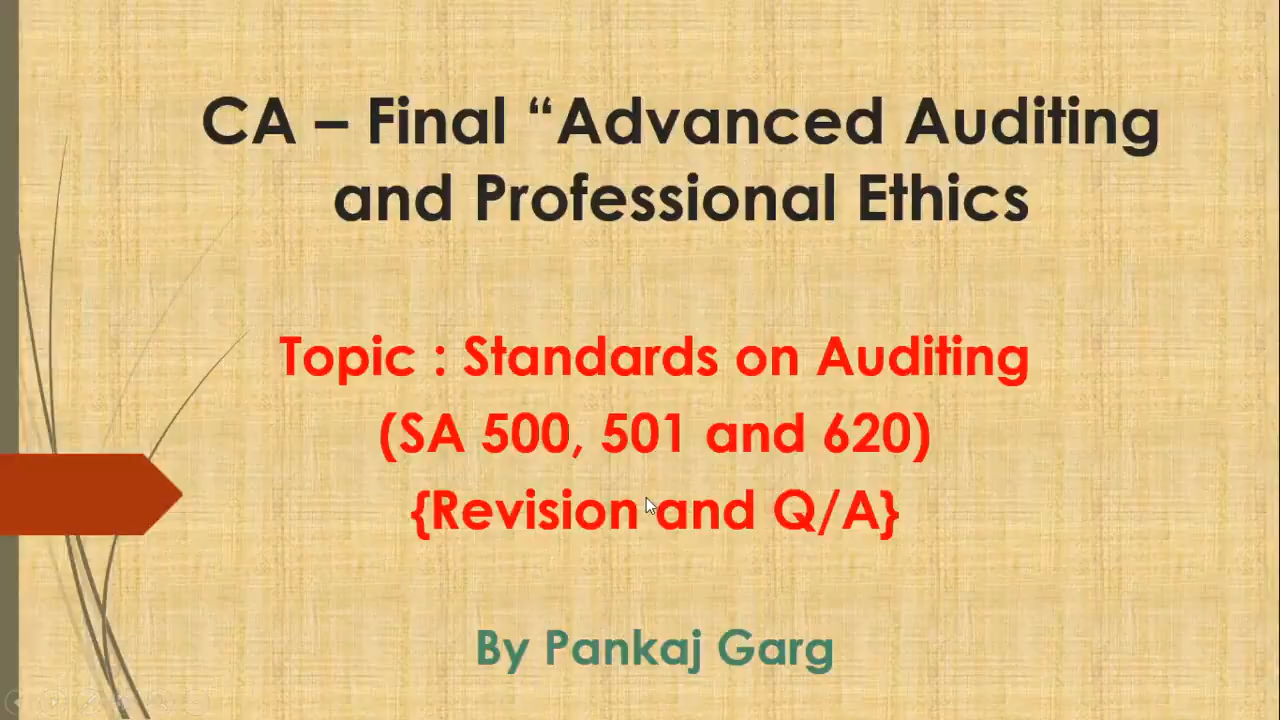 CA – Final “Advanced Auditing
and Professional Ethics
Topic : Standards on Auditing
(SA 500, 501 and 620)
{Revision and Q/A}
By Pankaj Garg